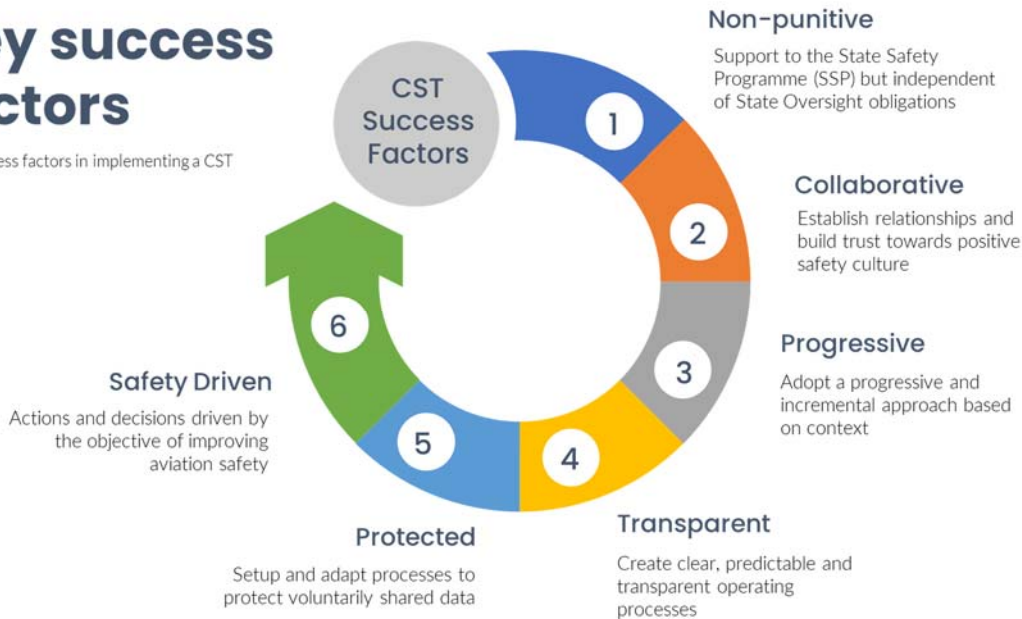 ey success
ctors
ess factors in implementing a CST
CST
Success
Factors
1
Non-punitive
Support to the State Safety
Programme (SSP) but independent
of State Oversight obligations
2
Collaborative
Establish relationships and
build trust towards positive
safety culture
3
Progressive
Adopt a progressive and
incremental approach based
on context
4
Transparent
Create clear, predictable and
transparent operating
processes
5
Protected
Setup and adapt processes to
protect voluntarily shared data
6
Safety Driven
Actions and decisions driven by
the objective of improving
aviation safety